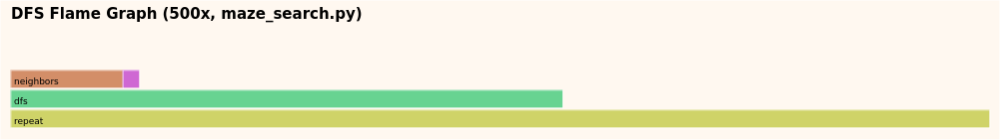 DFS Flame Graph (500x, maze_search.py)
neighbors
dfs
repeat